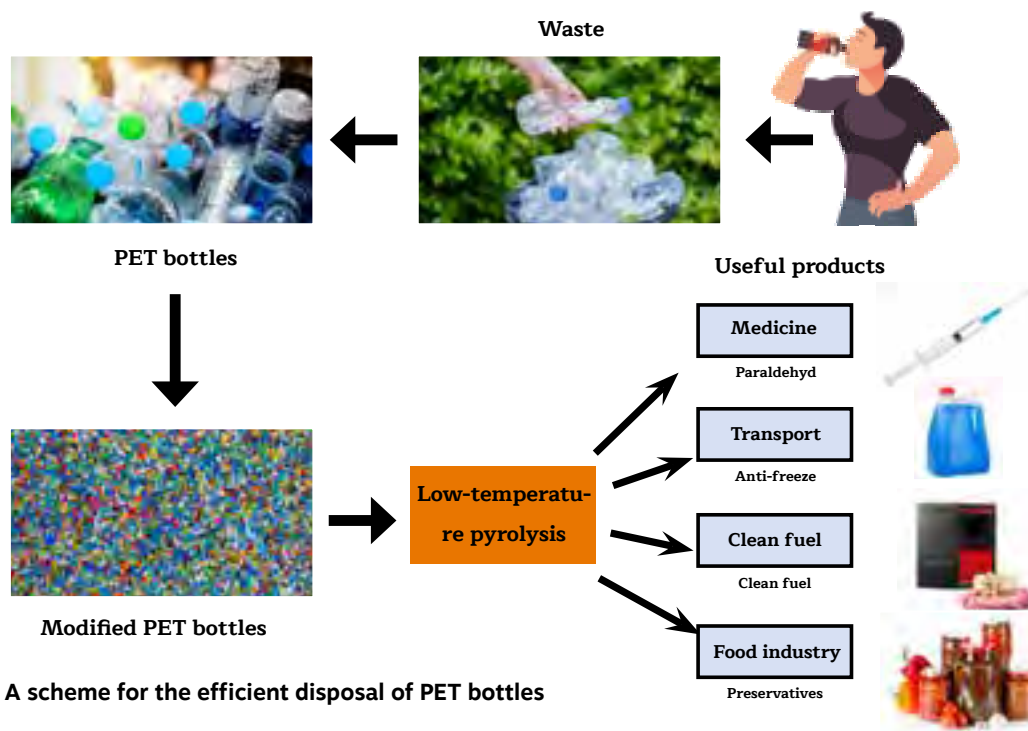 Waste
PET bottles
Useful products
Medicine
Paraldehyd
Transport
Anti-freeze
Low-temperatu-
re pyrolysis
Clean fuel
Clean fuel
Modified PET bottles
Food industry
Preservatives
A scheme for the efficient disposal of PET bottles